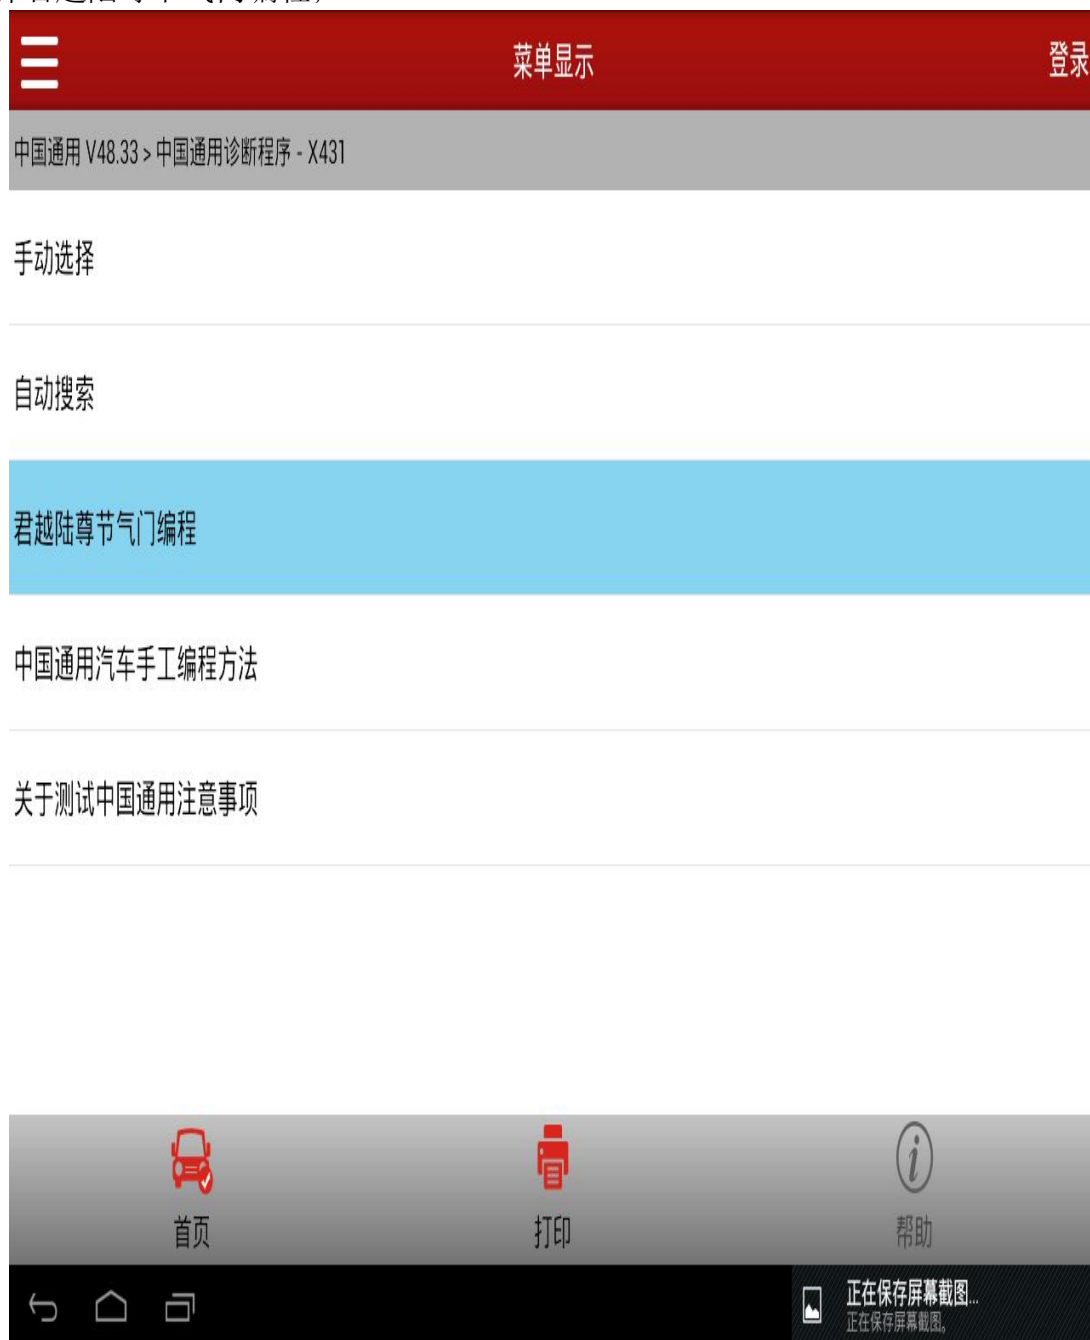 菜单显示
登录
中国通用 V48.33 > 中国通用诊断程序 - X431
手动选择
自动搜索
君越陆尊节气门编程
中国通用汽车手工编程方法
关于测试中国通用注意事项
首页
打印
帮助
正在保存屏幕截图...
正在保存屏幕截图。